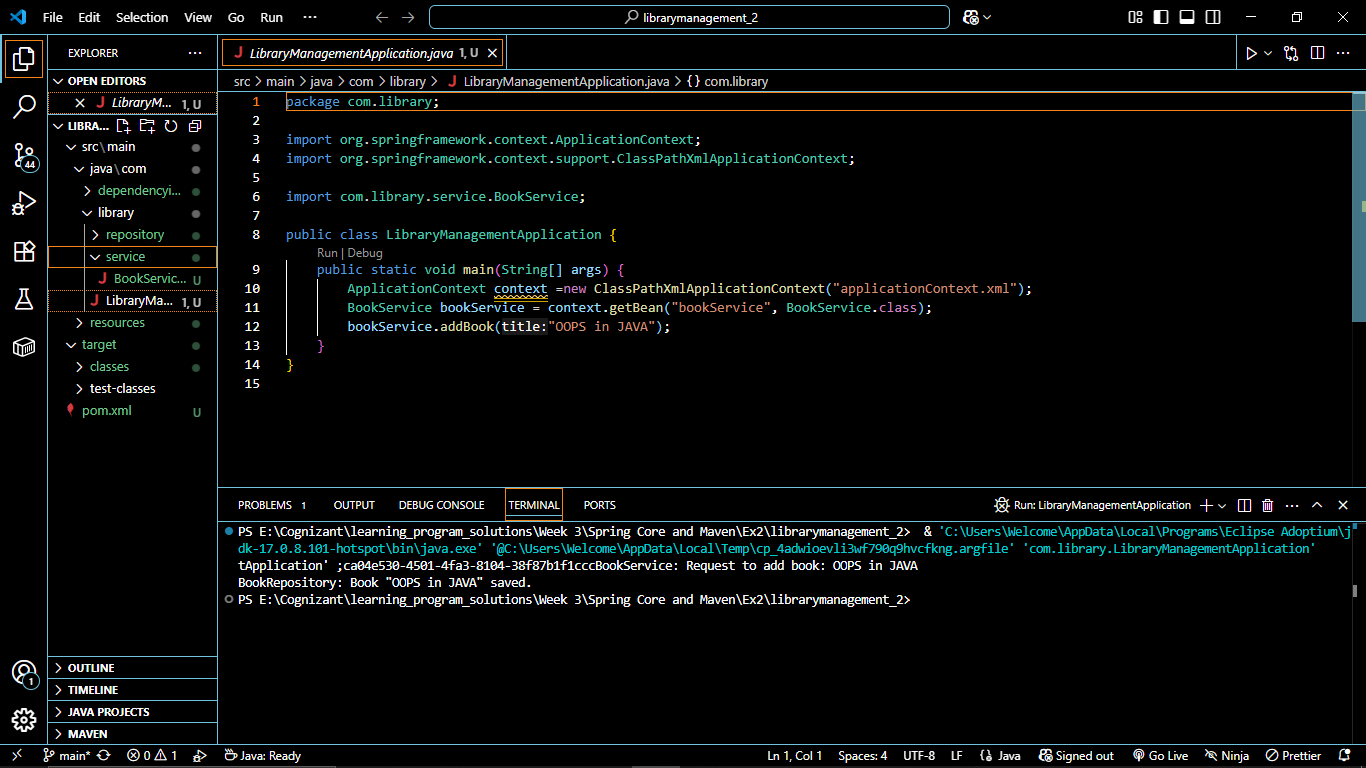 File Edit Selection View Go Run ··· librarymanagement_2
EXPLORER ···
OPEN EDITORS
LibraryM... 1, U
LIBRA...
src\main
java\com
dependencyi...
library
repository
service
BookServic... U
LibraryMa... 1, U
resources
target
classes
test-classes
pom.xml U
OUTLINE
TIMELINE
JAVA PROJECTS
MAVEN
44
1
LibraryManagementApplication.java 1, U
src > main > java > com > library > LibraryManagementApplication.java > {} com.library
1 package com.library;
2
3 import org.springframework.context.ApplicationContext;
4 import org.springframework.context.support.ClassPathXmlApplicationContext;
5
6 import com.library.service.BookService;
7
8 public class LibraryManagementApplication {
Run | Debug
9 public static void main(String[] args) {
10 ApplicationContext context =new ClassPathXmlApplicationContext("applicationContext.xml");
11 BookService bookService = context.getBean("bookService", BookService.class);
12 bookService.addBook(title:"OOPS in JAVA");
13 }
14 }
15
PROBLEMS 1 OUTPUT DEBUG CONSOLE TERMINAL PORTS Run: LibraryManagementApplication
PS E:\Cognizant\learning_program_solutions\Week 3\Spring Core and Maven\Ex2\librarymanagement_2> & 'C:\Users\Welcome\AppData\Local\Programs\Eclipse Adoptium\j
dk-17.0.8.101-hotspot\bin\java.exe' '@C:\Users\Welcome\AppData\Local\Temp\cp_4adwioevli3wf790q9hvcfkng.argfile' 'com.library.LibraryManagementApplication'
tApplication' ;ca04e530-4501-4fa3-8104-38f87b1f1cccBookService: Request to add book: OOPS in JAVA
BookRepository: Book "OOPS in JAVA" saved.
PS E:\Cognizant\learning_program_solutions\Week 3\Spring Core and Maven\Ex2\librarymanagement_2>
main* 0 1 Java: Ready Ln 1, Col 1 Spaces: 4 UTF-8 LF {} Java Signed out Go Live Ninja Prettier